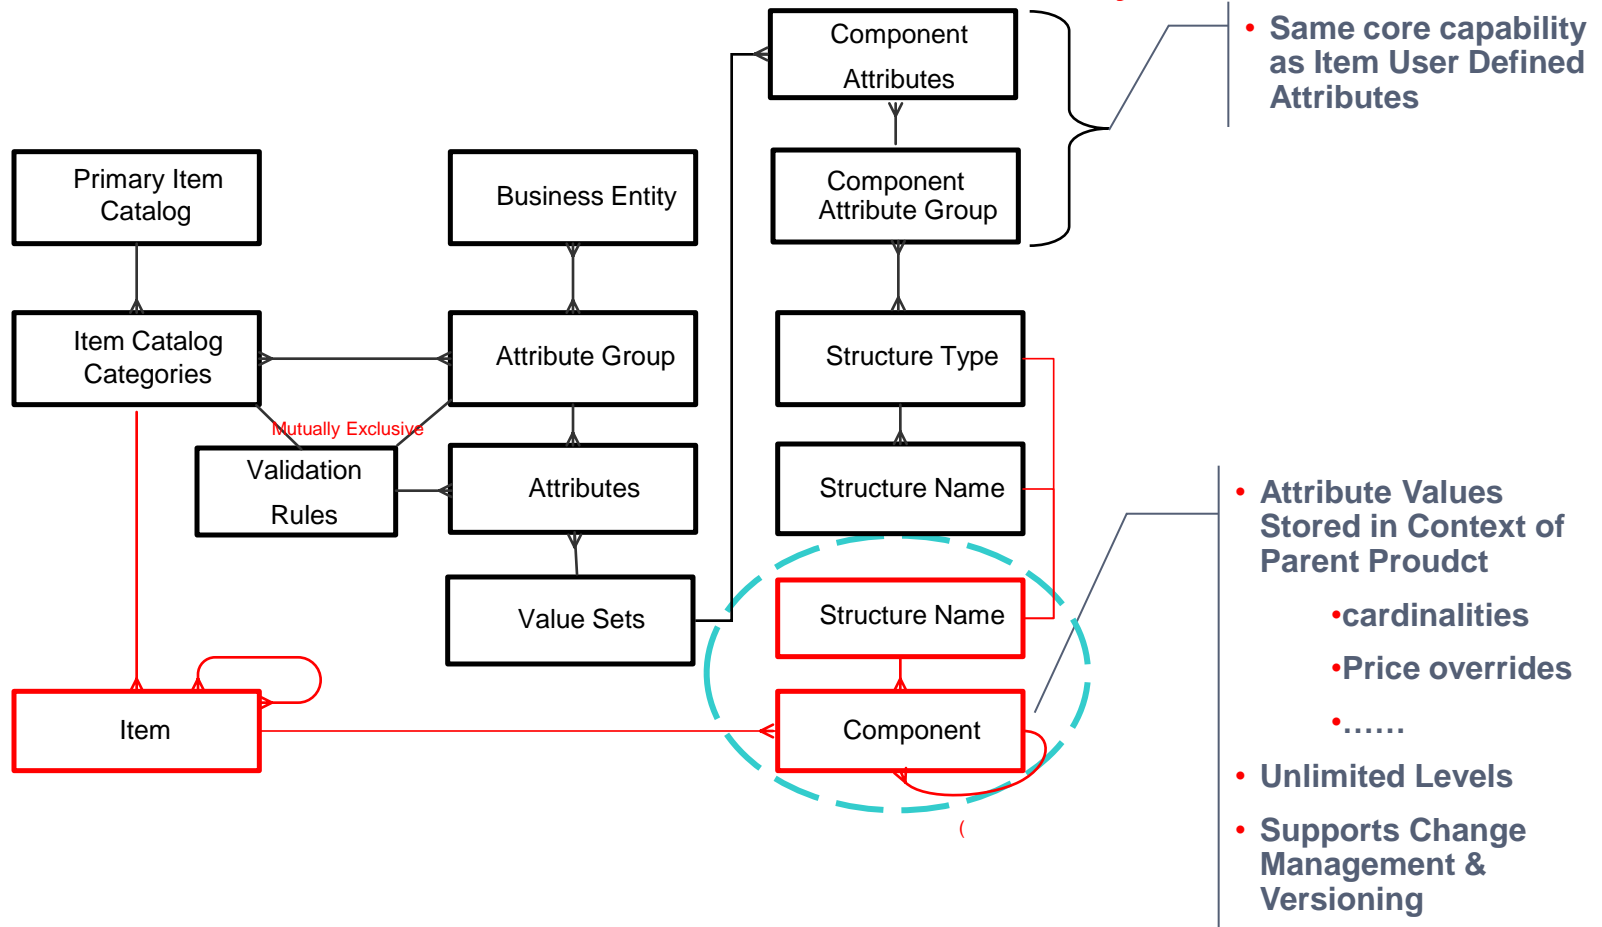 Component
Attributes
• Same core capability
as Item User Defined
Attributes
Primary Item
Catalog
Business Entity
Component
Attribute Group
Item Catalog
Categories
Attribute Group
Structure Type
Mutually Exclusive
Validation
Rules
Attributes
Structure Name
• Attribute Values
Stored in Context of
Parent Proudct
•cardinalities
•Price overrides
•......
• Unlimited Levels
• Supports Change
Management &
Versioning
Value Sets
Structure Name
Item
Component
(